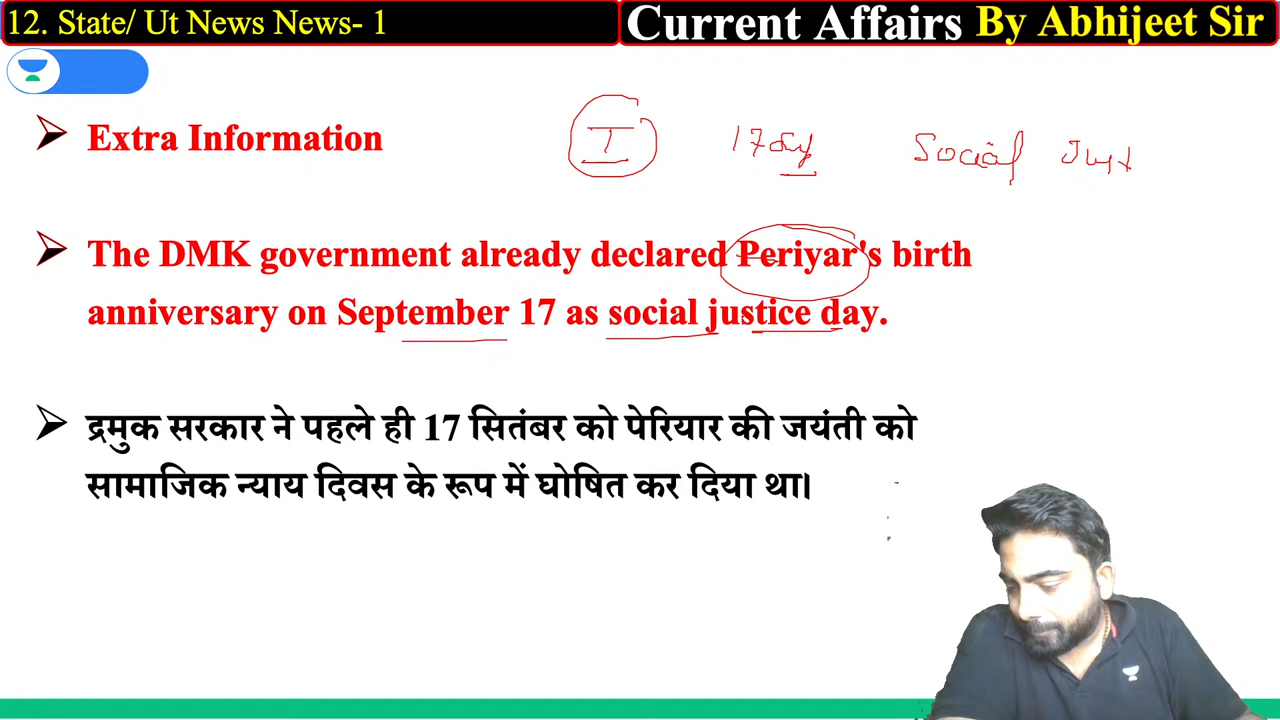 12. State/ Ut News News- 1
Current Affairs By Abhijeet Sir
Extra Information
I 17 Social Just
The DMK government already declared Periyar's birth
anniversary on September 17 as social justice day.
द्रमुक सरकार ने पहले ही 17 सितंबर को पेरियार की जयंती को
सामाजिक न्याय दिवस के रूप में घोषित कर दिया था।